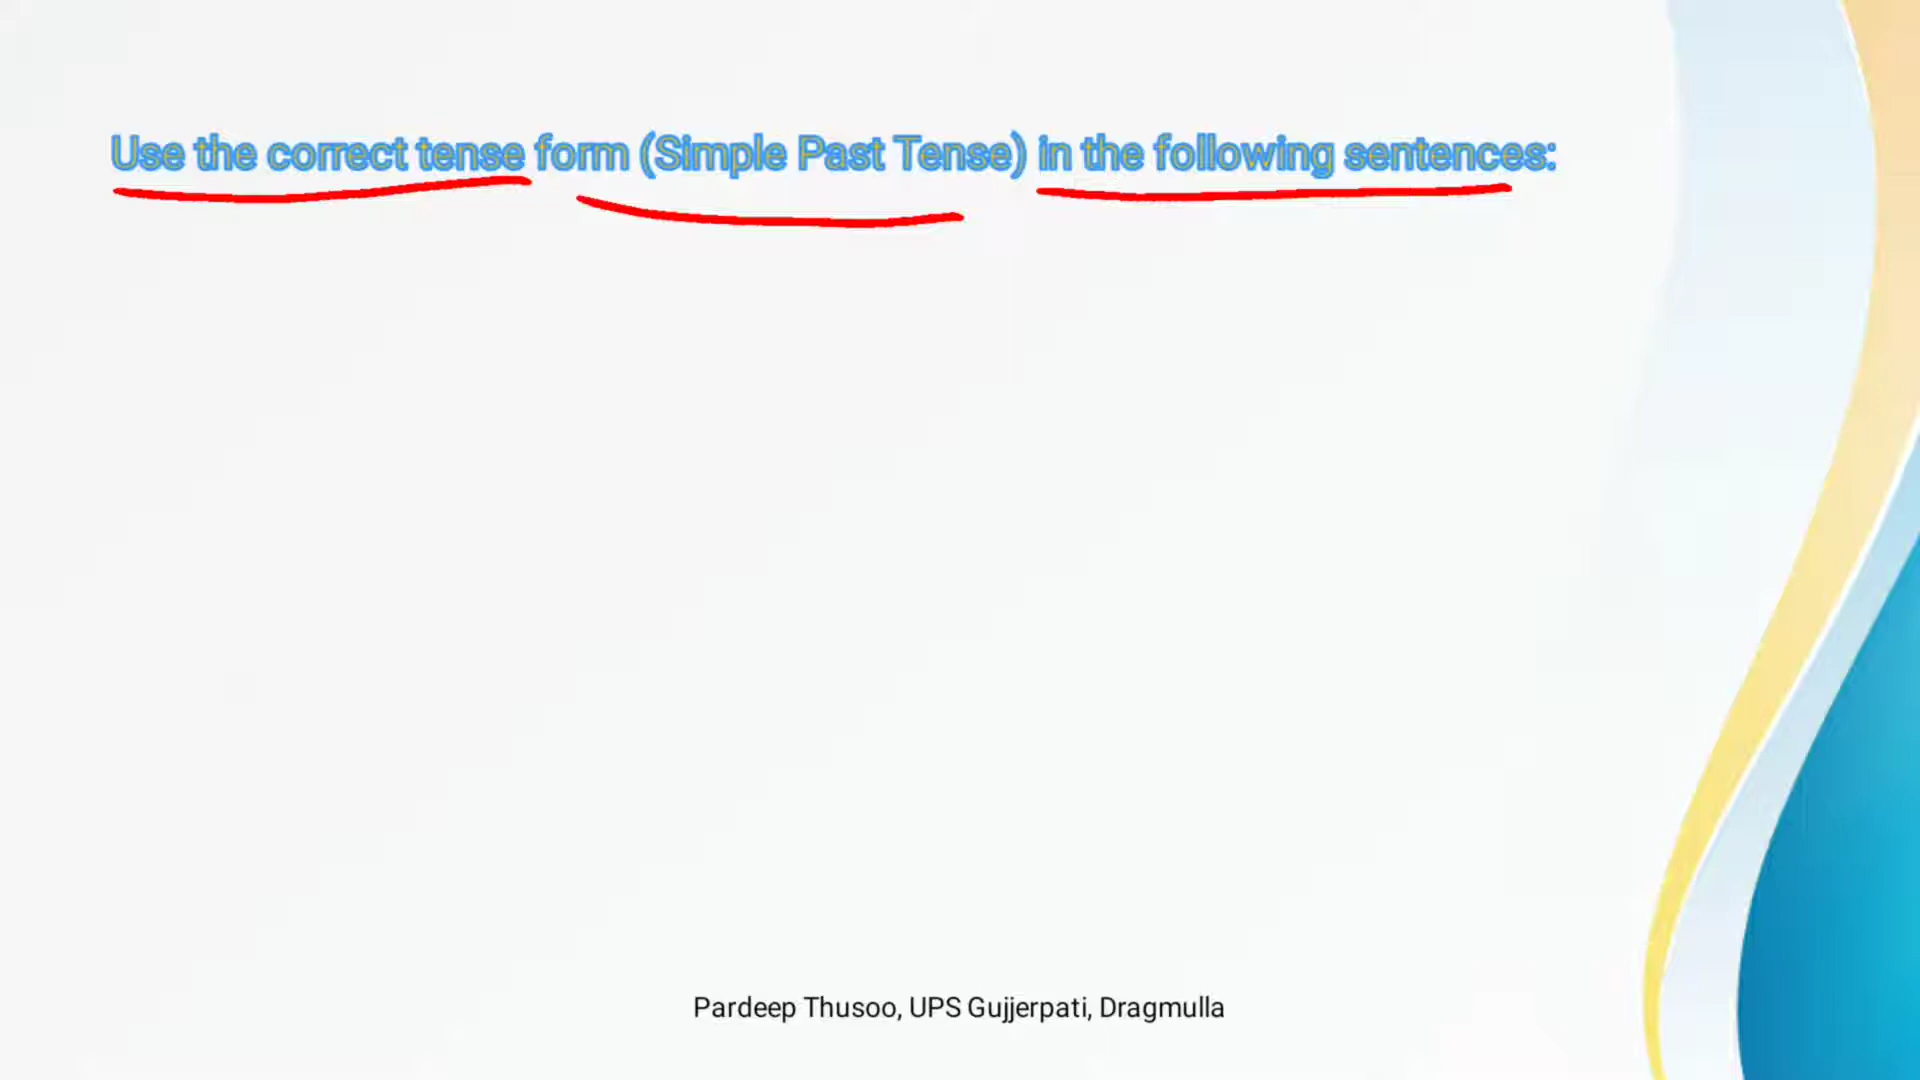 Use the correct tense form (Simple Past Tense) in the following sentences:
Pardeep Thusoo, UPS Gujjerpati, Dragmulla